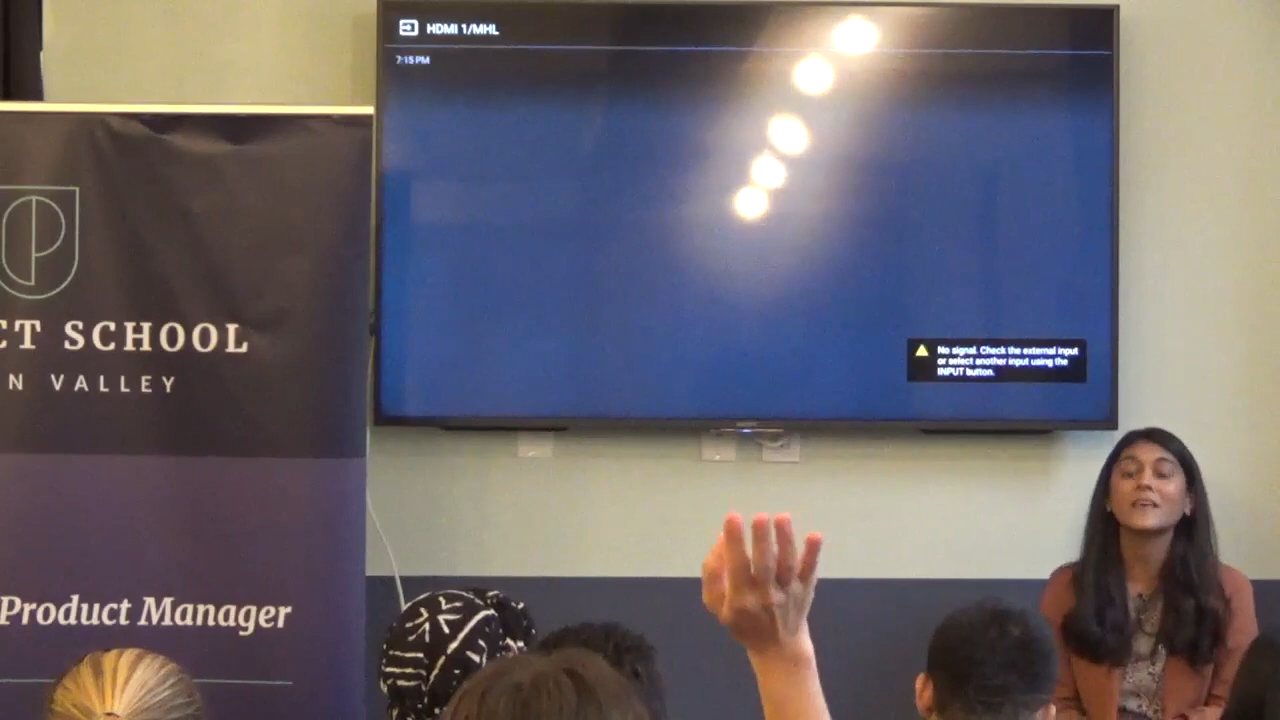 HDMI 1/MHL
7:15 PM
CT SCHOOL
N VALLEY
Product Manager
No signal. Check the external input
or select another input using the
INPUT button.